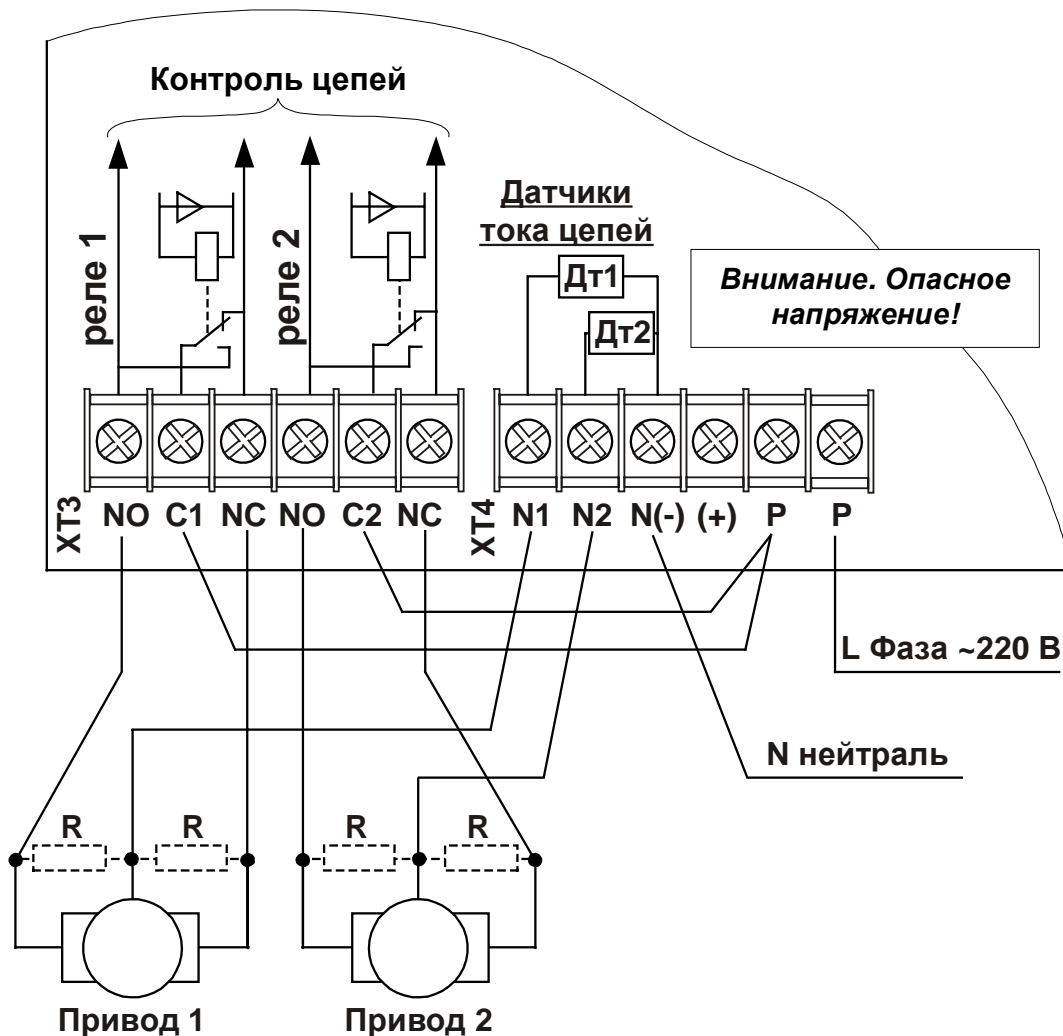 Контроль цепей
реле 1
реле 2
Датчики
тока цепей
Дт1
Дт2
Внимание. Опасное
напряжение!
XT3
NO C1 NC NO C2 NC
XT4
N1 N2 N(-) (+) P P
L Фаза ~220 В
N нейтраль
R R R R
Привод 1 Привод 2